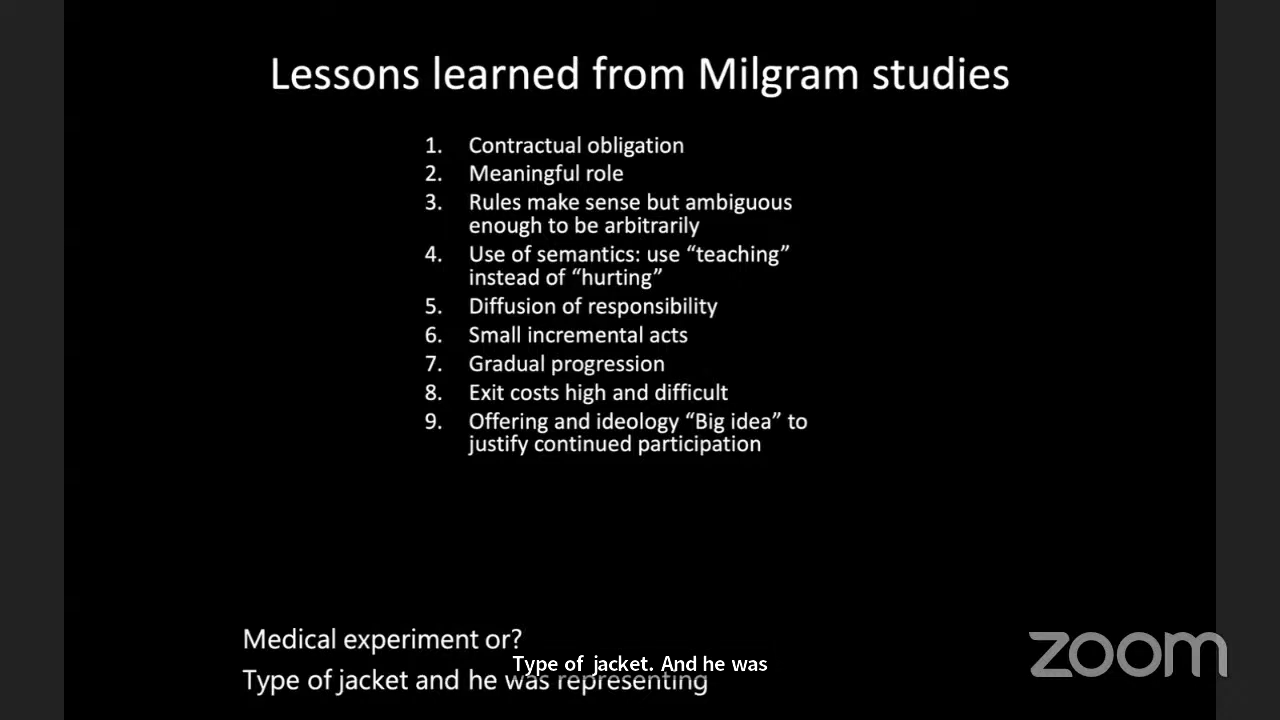 Lessons learned from Milgram studies
1. Contractual obligation
2. Meaningful role
3. Rules make sense but ambiguous
enough to be arbitrarily
4. Use of semantics: use “teaching”
instead of “hurting”
5. Diffusion of responsibility
6. Small incremental acts
7. Gradual progression
8. Exit costs high and difficult
9. Offering and ideology “Big idea” to
justify continued participation
Medical experiment or?
Type of jacket. And he was
Type of jacket and he was representing
zoom